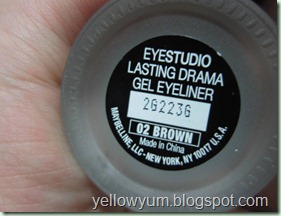 EYESTUDIO
LASTING DRAMA
GEL EYELINER
2G223G
02 BROWN
Made in China
MAYBELLINE, LLC - NEW YORK, NY 10017 U.S.A.
yellowyum.blogspot.com